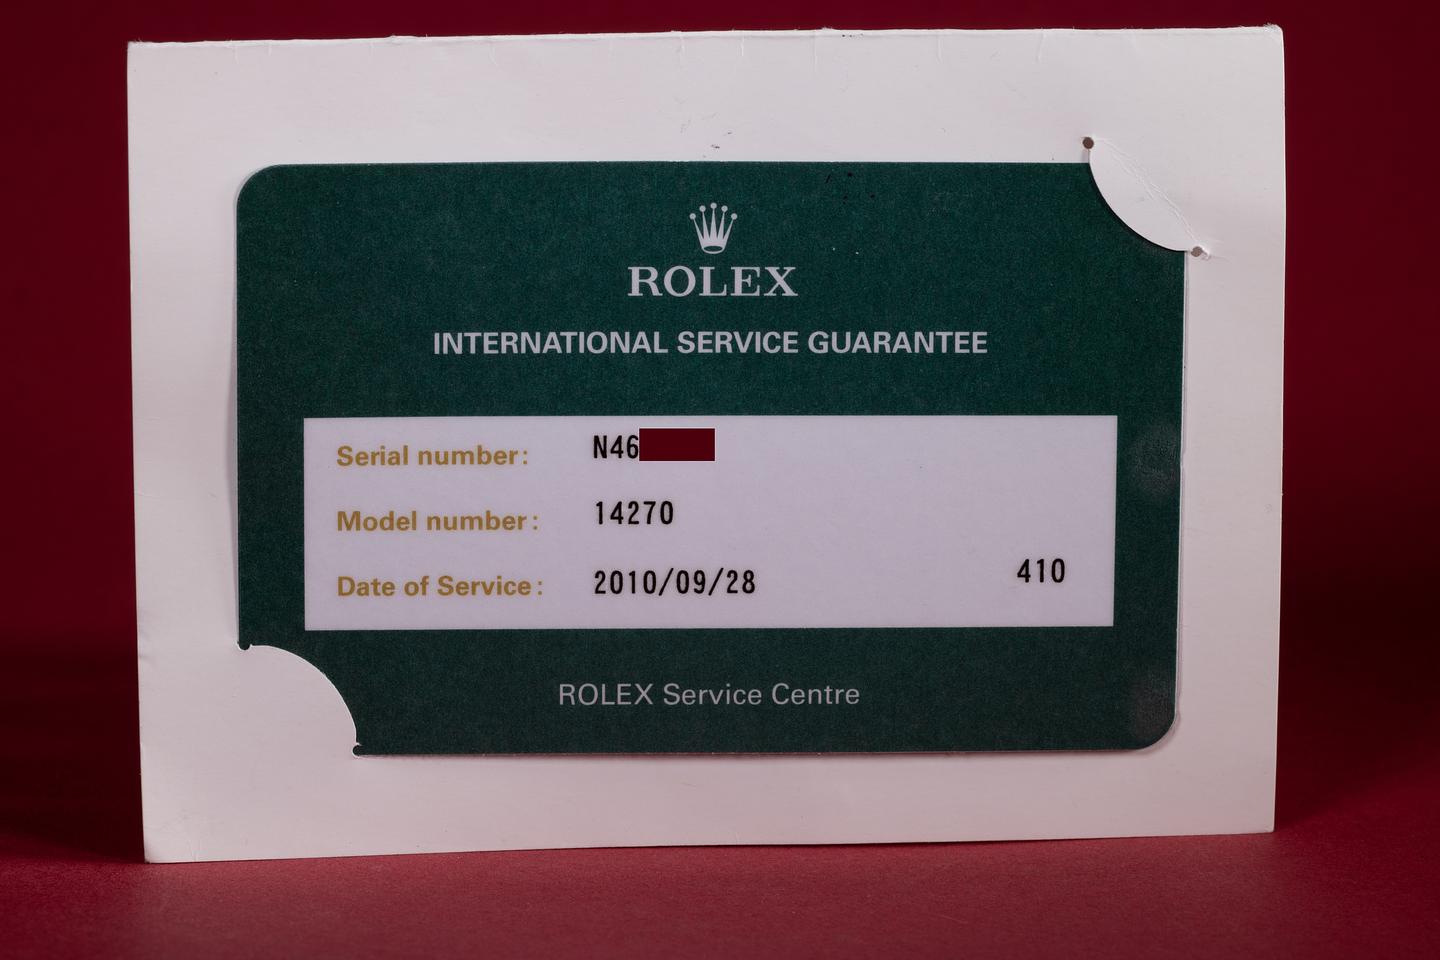 ROLEX
INTERNATIONAL SERVICE GUARANTEE
Serial number: N46
Model number: 14270
Date of Service: 2010/09/28 410
ROLEX Service Centre